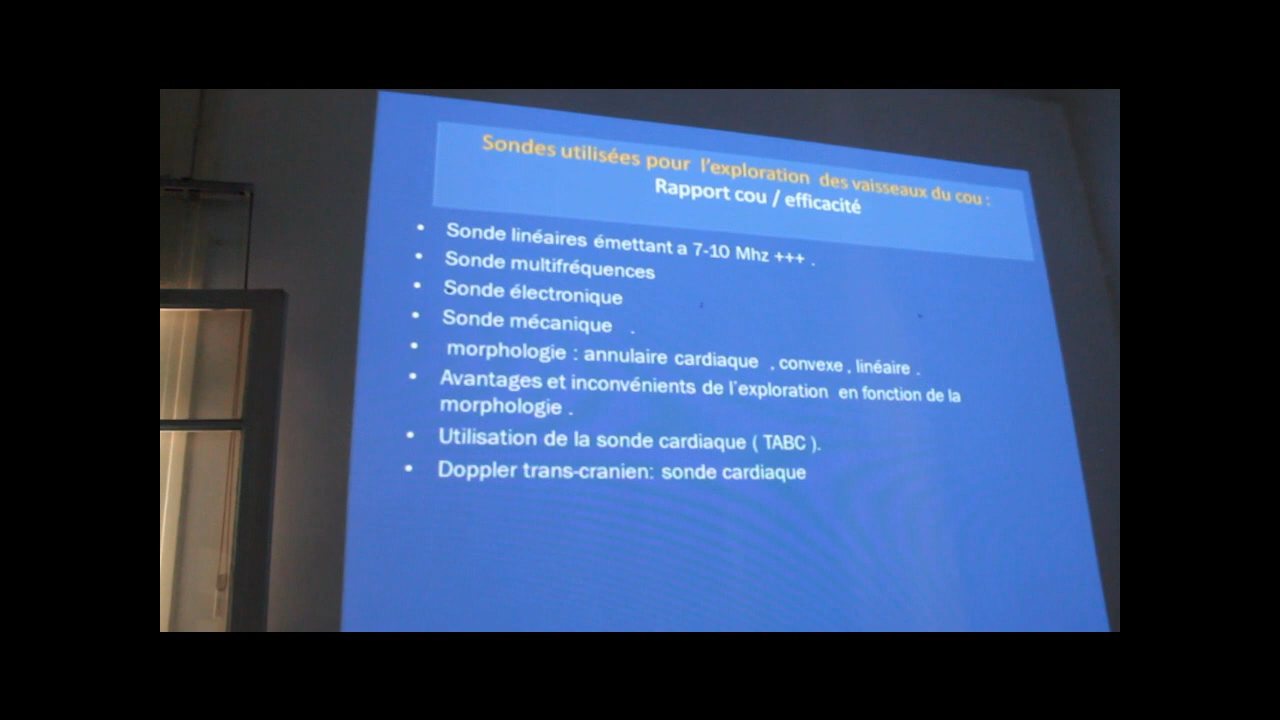 Sondes utilisées pour l'exploration des vaisseaux du cou :
Rapport cou / efficacité
• Sonde linéaires émettant a 7-10 Mhz +++ .
• Sonde multifréquences
• Sonde électronique
• Sonde mécanique .
• morphologie : annulaire cardiaque , convexe , linéaire .
• Avantages et inconvénients de l'exploration en fonction de la
morphologie .
• Utilisation de la sonde cardiaque ( TABC ).
• Doppler trans-cranien: sonde cardiaque